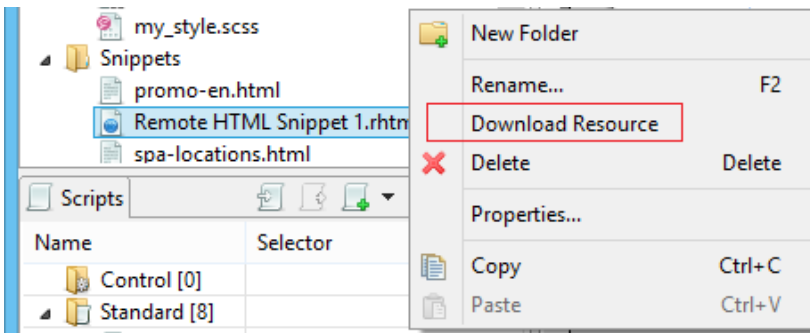 my_style.scss
Snippets
promo-en.html
Remote HTML Snippet 1.rhtm
spa-locations.html
Scripts
Name Selector
Control [0]
Standard [8]
New Folder
Rename... F2
Download Resource
Delete Delete
Properties...
Copy Ctrl+C
Paste Ctrl+V